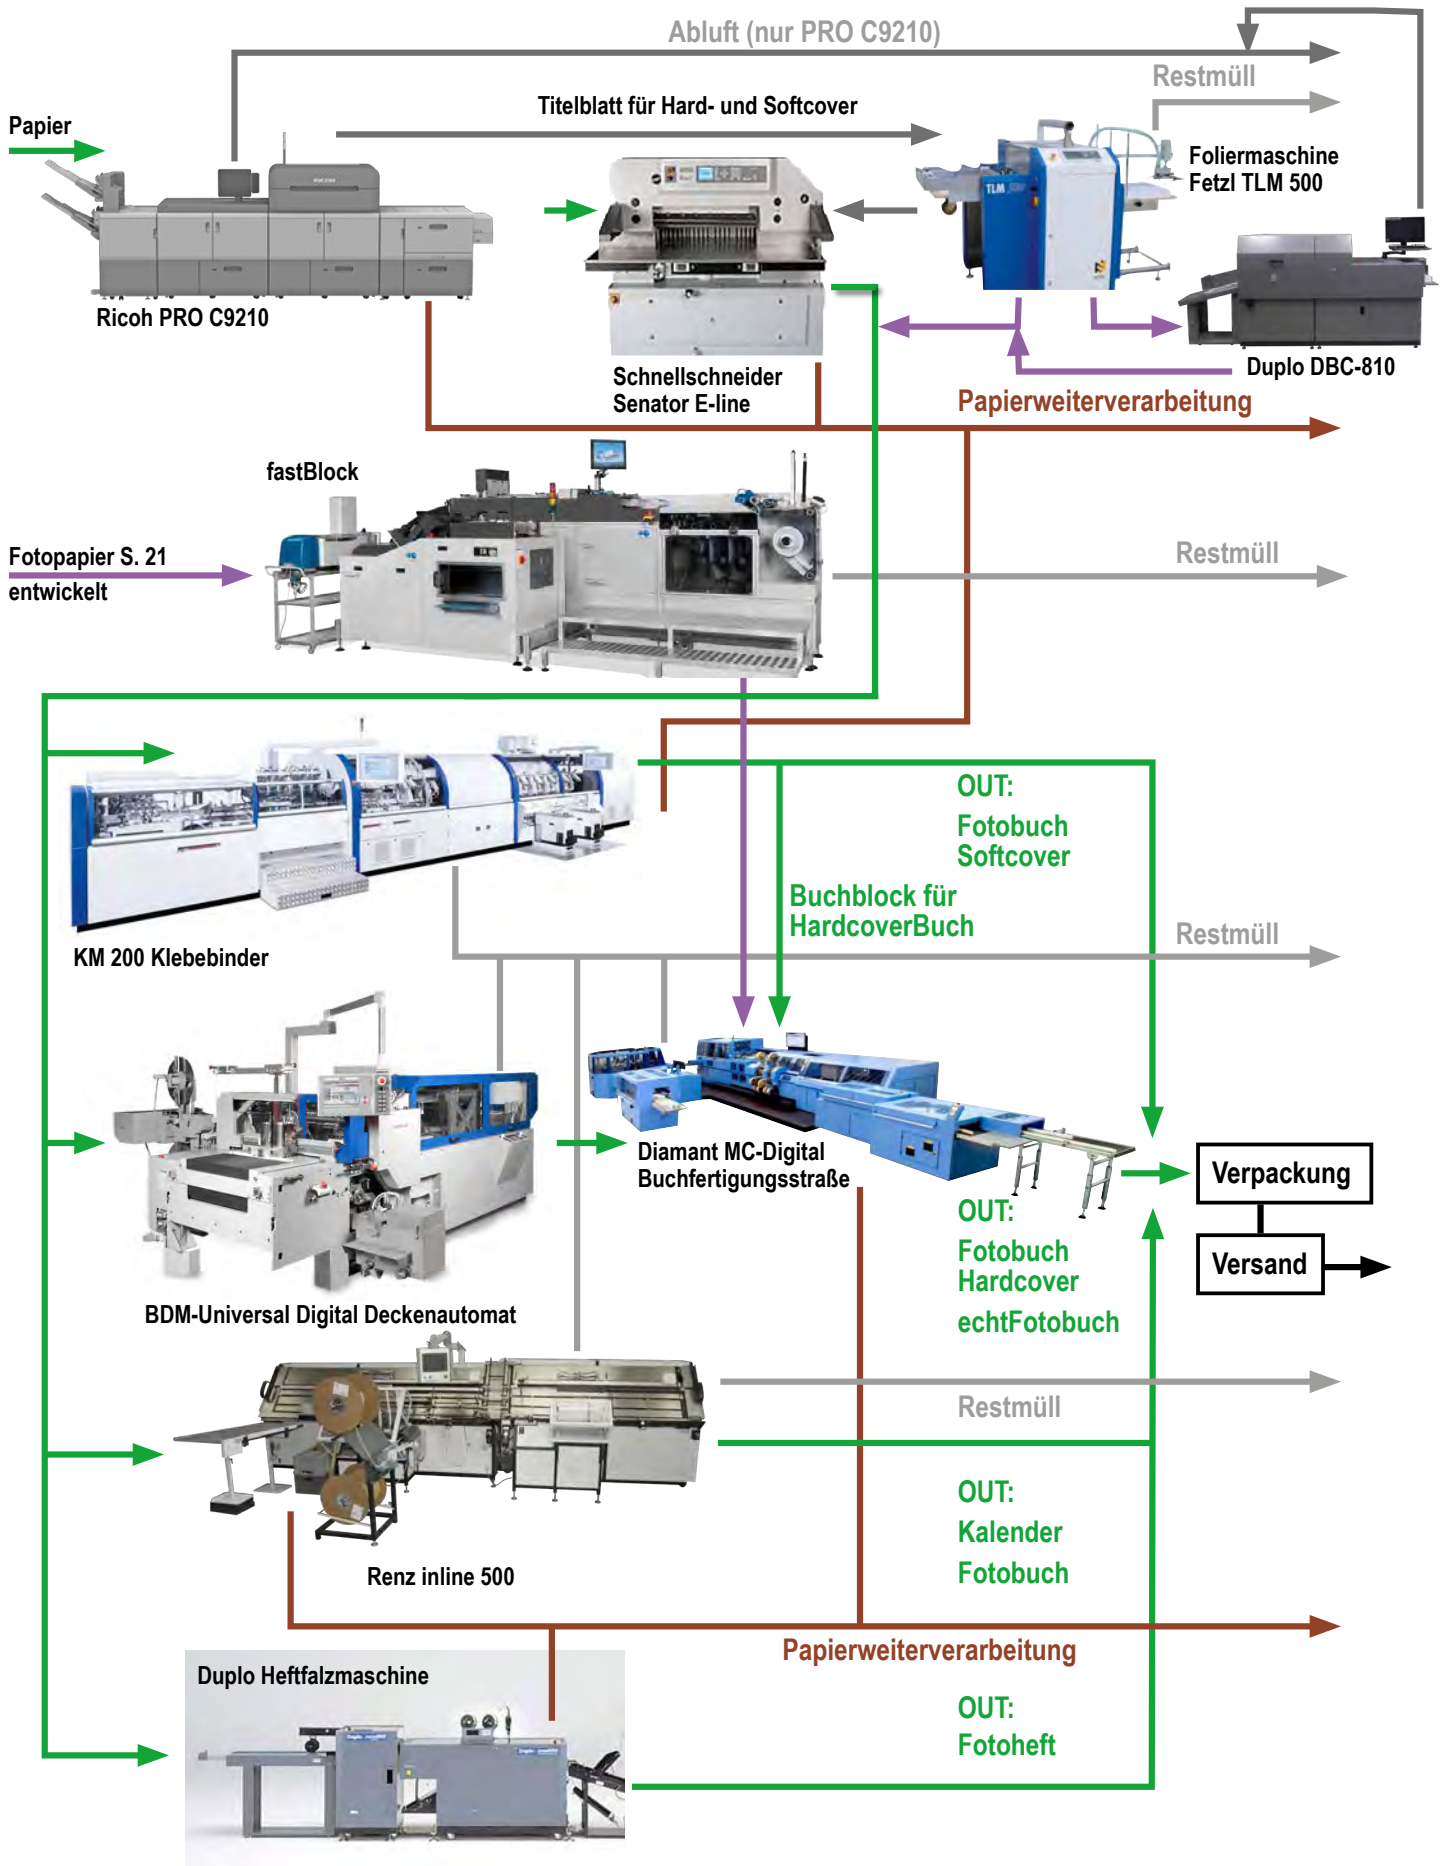 Abluft (nur PRO C9210)
Restmüll
Titelblatt für Hard- und Softcover
Papier
Foliermaschine
Fetzl TLM 500
RICOH
TLM
Ricoh PRO C9210
Schnellschneider
Senator E-line
Duplo DBC-810
Papierweiterverarbeitung
fastBlock
Fotopapier S. 21
entwickelt
Restmüll
OUT:
Fotobuch
Softcover
Buchblock für
HardcoverBuch
Restmüll
KM 200 Klebebinder
Diamant MC-Digital
Buchfertigungsstraße
Verpackung
OUT:
Fotobuch
Hardcover
echtFotobuch
Versand
BDM-Universal Digital Deckenautomat
Restmüll
OUT:
Kalender
Fotobuch
Renz inline 500
Papierweiterverarbeitung
Duplo Heftfalzmaschine
OUT:
Fotoheft